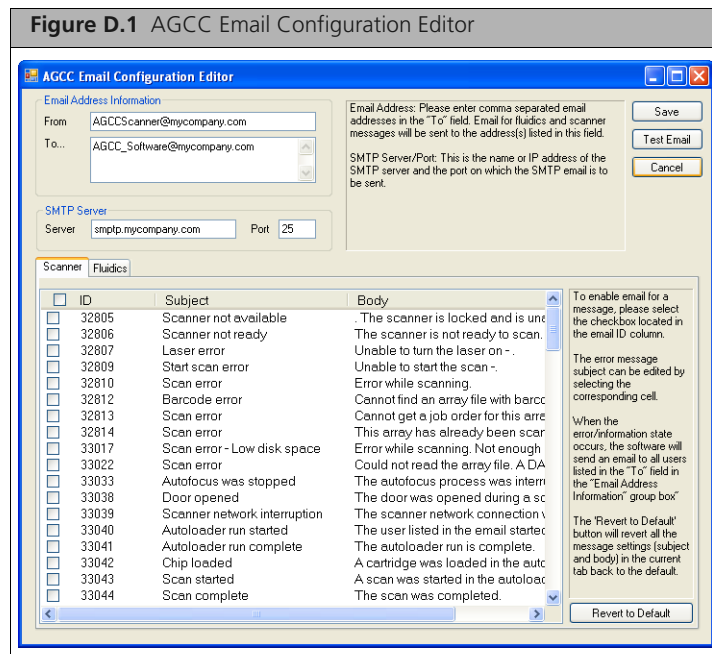 Figure D.1 AGCC Email Configuration Editor
AGCC Email Configuration Editor
Email Address Information
From AGCCScanner@mycompany.com
To... AGCC_Software@mycompany.com
SMTP Server
Server smptp.mycompany.com Port 25
Email Address: Please enter comma separated email
addresses in the "To" field. Email for fluidics and scanner
messages will be sent to the address(s) listed in this field.
SMTP Server/Port: This is the name or IP address of the
SMTP server and the port on which the SMTP email is to
be sent.
Save
Test Email
Cancel
Scanner Fluidics
ID Subject Body
32805 Scanner not available . The scanner is locked and is una
32806 Scanner not ready The scanner is not ready to scan.
32807 Laser error Unable to turn the laser on - .
32809 Start scan error Unable to start the scan -.
32810 Scan error Error while scanning.
32812 Barcode error Cannot find an array file with barco
32813 Scan error Cannot get a job order for this arra
32814 Scan error This array has already been scar
33017 Scan error - Low disk space Error while scanning. Not enough
33022 Scan error Could not read the array file. A DA
33033 Autofocus was stopped The autofocus process was interru
33038 Door opened The door was opened during a sc
33039 Scanner network interruption The scanner network connection w
33040 Autoloader run started The user listed in the email started
33041 Autoloader run complete The autoloader run is complete.
33042 Chip loaded A cartridge was loaded in the auto
33043 Scan started A scan was started in the autoload
33044 Scan complete The scan was completed.
To enable email for a
message, please select
the checkbox located in
the email ID column.
The error message
subject can be edited by
selecting the
corresponding cell.
When the
error/information state
occurs, the software will
send an email to all users
listed in the "To" field in
the "Email Address
Information" group box"
The 'Revert to Default'
button will revert all the
message settings (subject
and body) in the current
tab back to the default.
Revert to Default